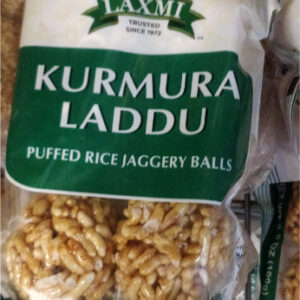 LAXMI
TRUSTED
SINCE 1972
KURMURA
LADDU
PUFFED RICE JAGGERY BALLS